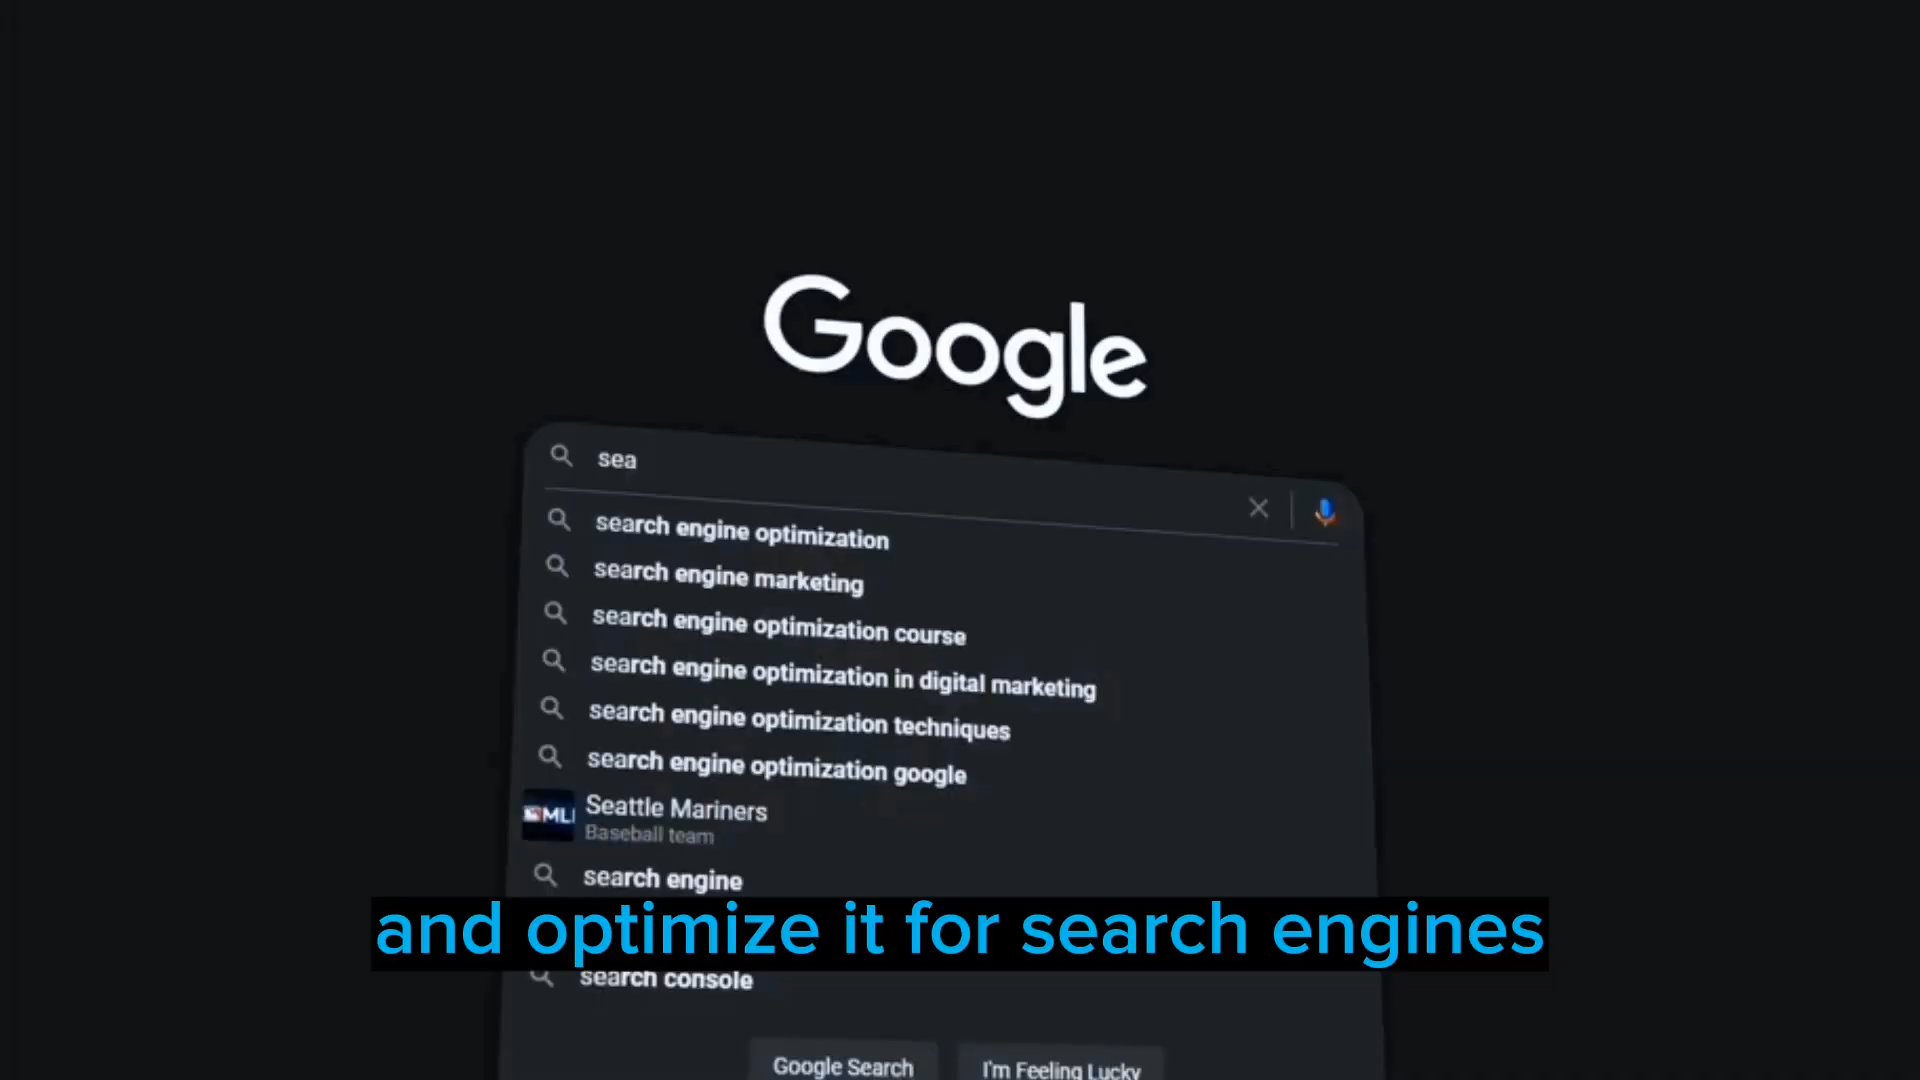 Google
sea
search engine optimization
search engine marketing
search engine optimization course
search engine optimization in digital marketing
search engine optimization techniques
search engine optimization google
MLB
Seattle Mariners
Baseball team
search engine
and optimize it for search engines
search console
Google Search
I'm Feeling Lucky